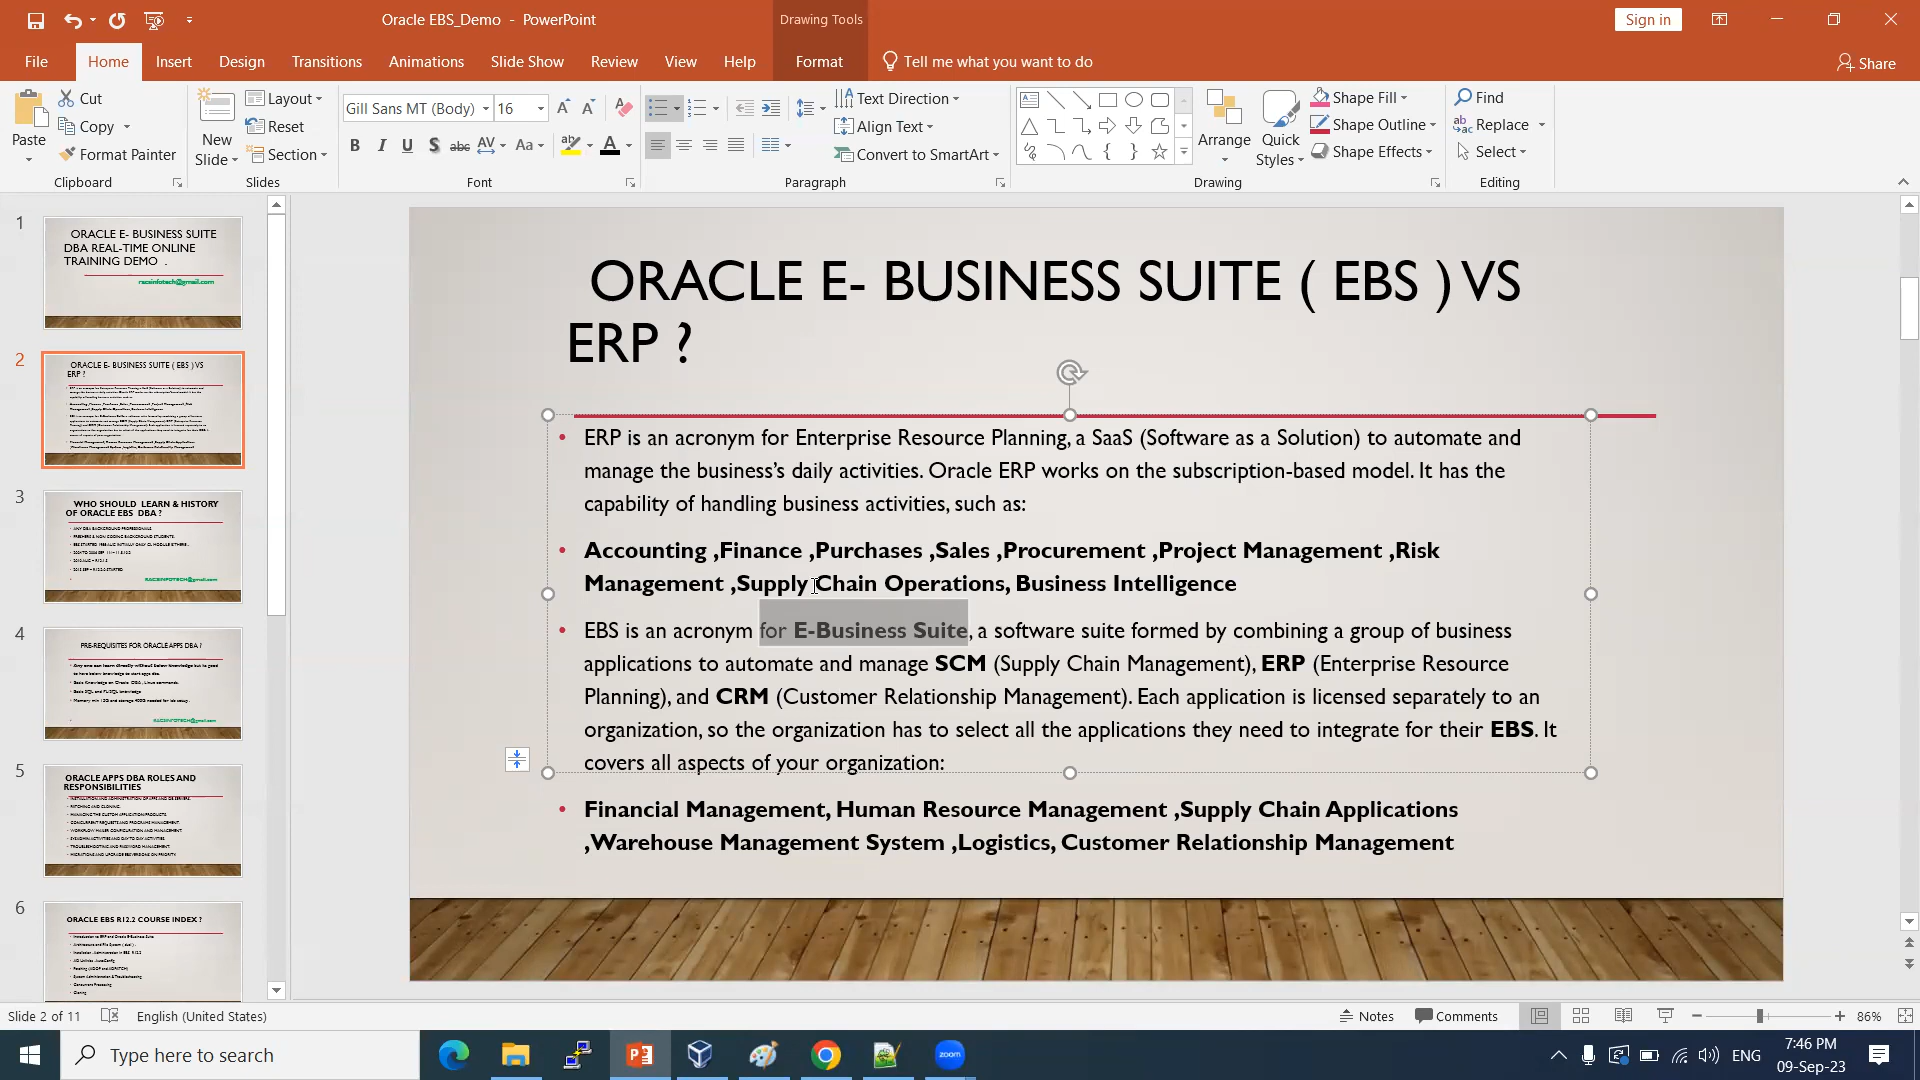 Oracle EBS_Demo - PowerPoint
Drawing Tools
Sign in
File Home Insert Design Transitions Animations Slide Show Review View Help Format Tell me what you want to do Share
Paste
Cut
Copy
Format Painter
Clipboard
New Slide
Layout
Reset
Section
Slides
Gill Sans MT (Body) 16
B I U S abc AV Aa A
Font
Text Direction
Align Text
Convert to SmartArt
Paragraph
Arrange
Quick Styles
Shape Fill
Shape Outline
Shape Effects
Drawing
Find
Replace
Select
Editing
1
ORACLE E- BUSINESS SUITE
DBA REAL-TIME ONLINE
TRAINING DEMO .
raceinfotech@gmail.com
2
ORACLE E- BUSINESS SUITE ( EBS ) VS
ERP ?
3
WHO SHOULD LEARN & HISTORY
OF ORACLE EBS DBA ?
4
PRE-REQUISITES FOR ORACLE APPS DBA ?
5
ORACLE APPS DBA ROLES AND
RESPONSIBILITIES
6
ORACLE EBS R12.2 COURSE INDEX ?
ORACLE E- BUSINESS SUITE ( EBS ) VS
ERP ?
• ERP is an acronym for Enterprise Resource Planning, a SaaS (Software as a Solution) to automate and
manage the business's daily activities. Oracle ERP works on the subscription-based model. It has the
capability of handling business activities, such as:
• Accounting ,Finance ,Purchases ,Sales ,Procurement ,Project Management ,Risk
Management ,Supply Chain Operations, Business Intelligence
• EBS is an acronym for E-Business Suite, a software suite formed by combining a group of business
applications to automate and manage SCM (Supply Chain Management), ERP (Enterprise Resource
Planning), and CRM (Customer Relationship Management). Each application is licensed separately to an
organization, so the organization has to select all the applications they need to integrate for their EBS. It
covers all aspects of your organization:
• Financial Management, Human Resource Management ,Supply Chain Applications
,Warehouse Management System ,Logistics, Customer Relationship Management
Slide 2 of 11 English (United States) Notes Comments 86%
Type here to search
zoom
ENG
7:46 PM
09-Sep-23